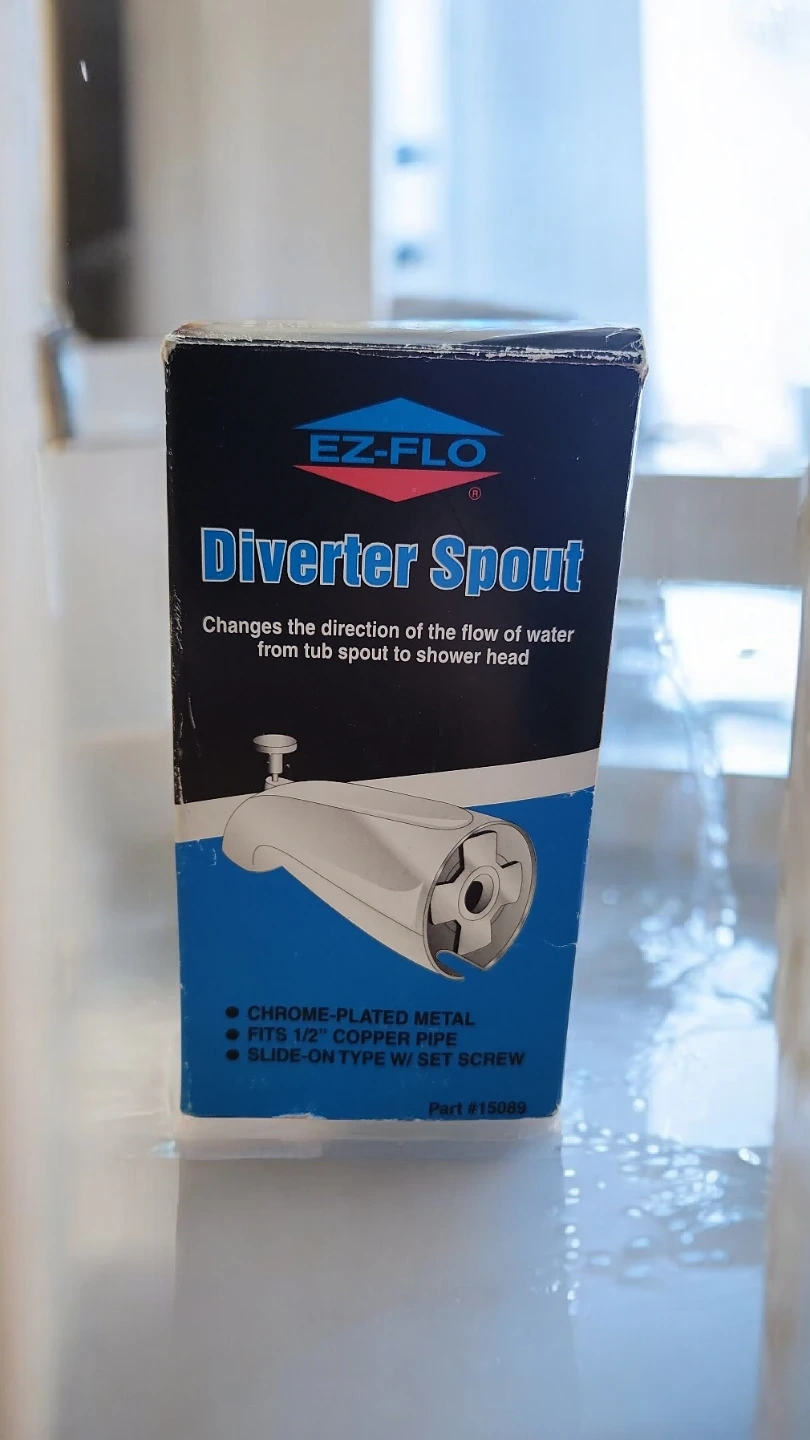 EZ-FLO
®
Diverter Spout
Changes the direction of the flow of water
from tub spout to shower head
● CHROME-PLATED METAL
● FITS 1/2" COPPER PIPE
● SLIDE-ON TYPE W/ SET SCREW
Part #15089